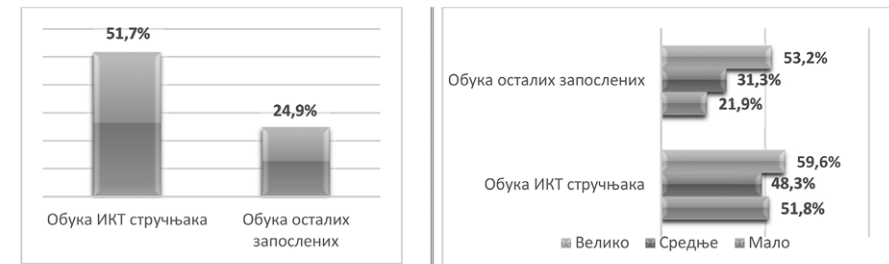 51,7%
24,9%
Обука ИКТ стручњака
Обука осталих
запослених
53,2%
Обука осталих запослених
31,3%
21,9%
59,6%
Обука ИКТ стручњака
48,3%
51,8%
Велико Средње Мало